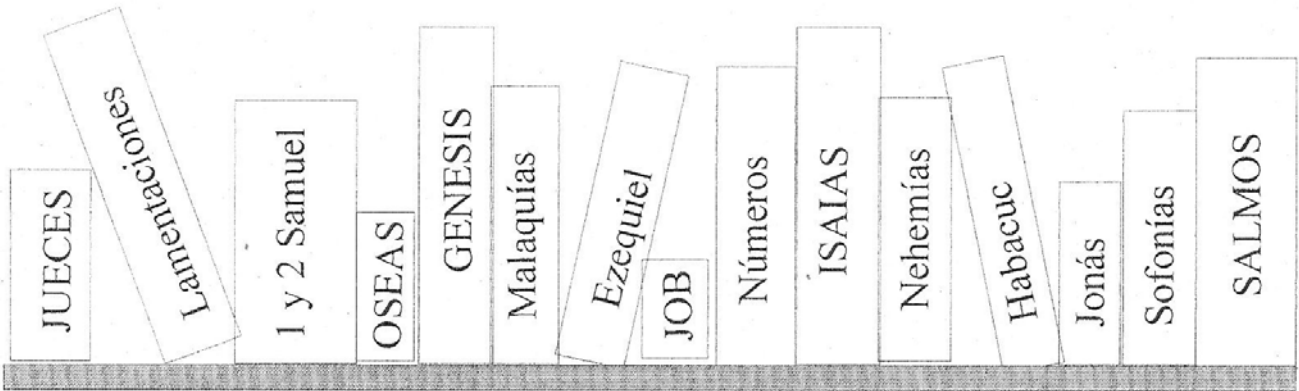 JUECES
Lamentaciones
1 y 2 Samuel
OSEAS
GENESIS
Malaquías
Ezequiel
JOB
Números
ISAIAS
Nehemías
Habacuc
Jonás
Sofonías
SALMOS